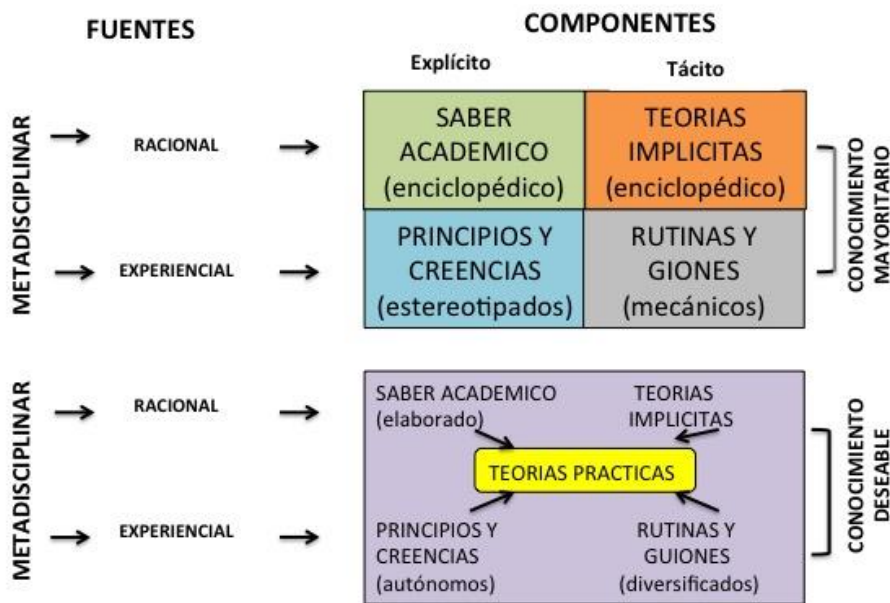 FUENTES
COMPONENTES
Explícito
Tácito
METADISCIPLINAR
RACIONAL
SABER
ACADEMICO
(enciclopédico)
TEORIAS
IMPLICITAS
(enciclopédico)
EXPERIENCIAL
PRINCIPIOS Y
CREENCIAS
(estereotipados)
RUTINAS Y
GIONES
(mecánicos)
CONOCIMIENTO
MAYORITARIO
METADISCIPLINAR
RACIONAL
SABER ACADEMICO
(elaborado)
TEORIAS
IMPLICITAS
TEORIAS PRACTICAS
EXPERIENCIAL
PRINCIPIOS Y
CREENCIAS
(autónomos)
RUTINAS Y
GUIONES
(diversificados)
CONOCIMIENTO
DESEABLE